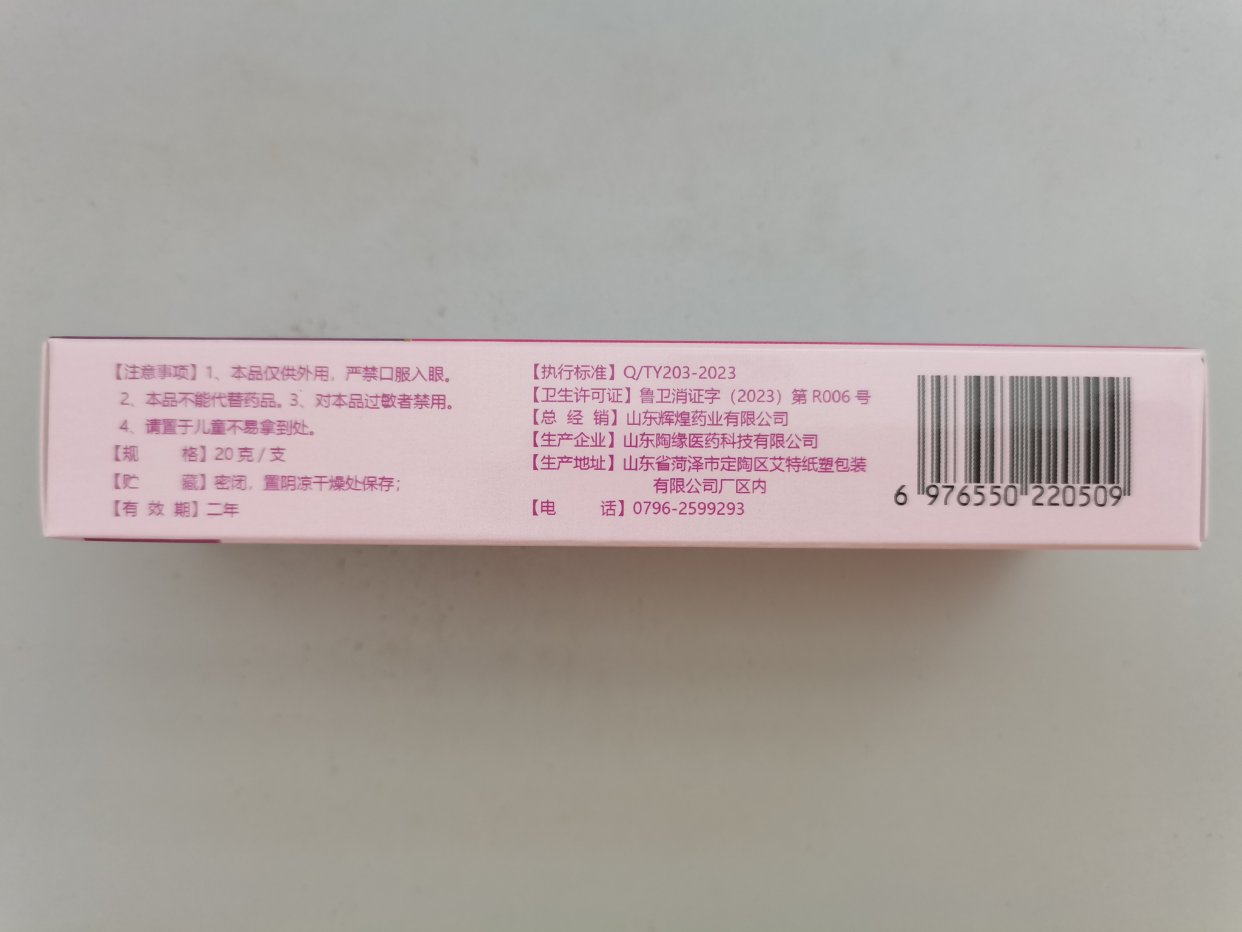 【注意事项】1、本品仅供外用，严禁口服入眼。
2、本品不能代替药品。3、对本品过敏者禁用。
4、请置于儿童不易拿到处。
【规 格】20克/支
【贮 藏】密闭，置阴凉干燥处保存；
【有 效 期】二年
【执行标准】Q/TY203-2023
【卫生许可证】鲁卫消证字（2023）第R006号
【总 经 销】山东辉煌药业有限公司
【生产企业】山东陶缘医药科技有限公司
【生产地址】山东省菏泽市定陶区艾特纸塑包装
有限公司厂区内
【电 话】0796-2599293
6 976550 220509